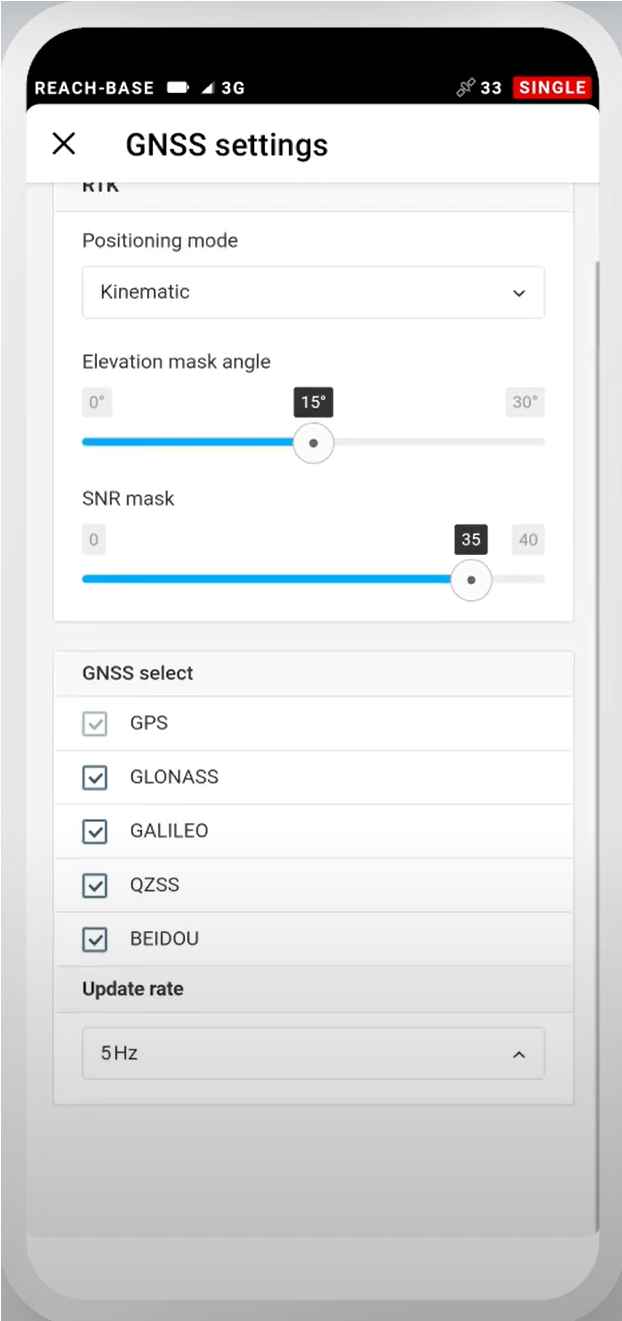 REACH-BASE 3G 33 SINGLE
GNSS settings
RTK
Positioning mode
Kinematic
Elevation mask angle
0° 15° 30°
SNR mask
0 35 40
GNSS select
GPS
GLONASS
GALILEO
QZSS
BEIDOU
Update rate
5 Hz